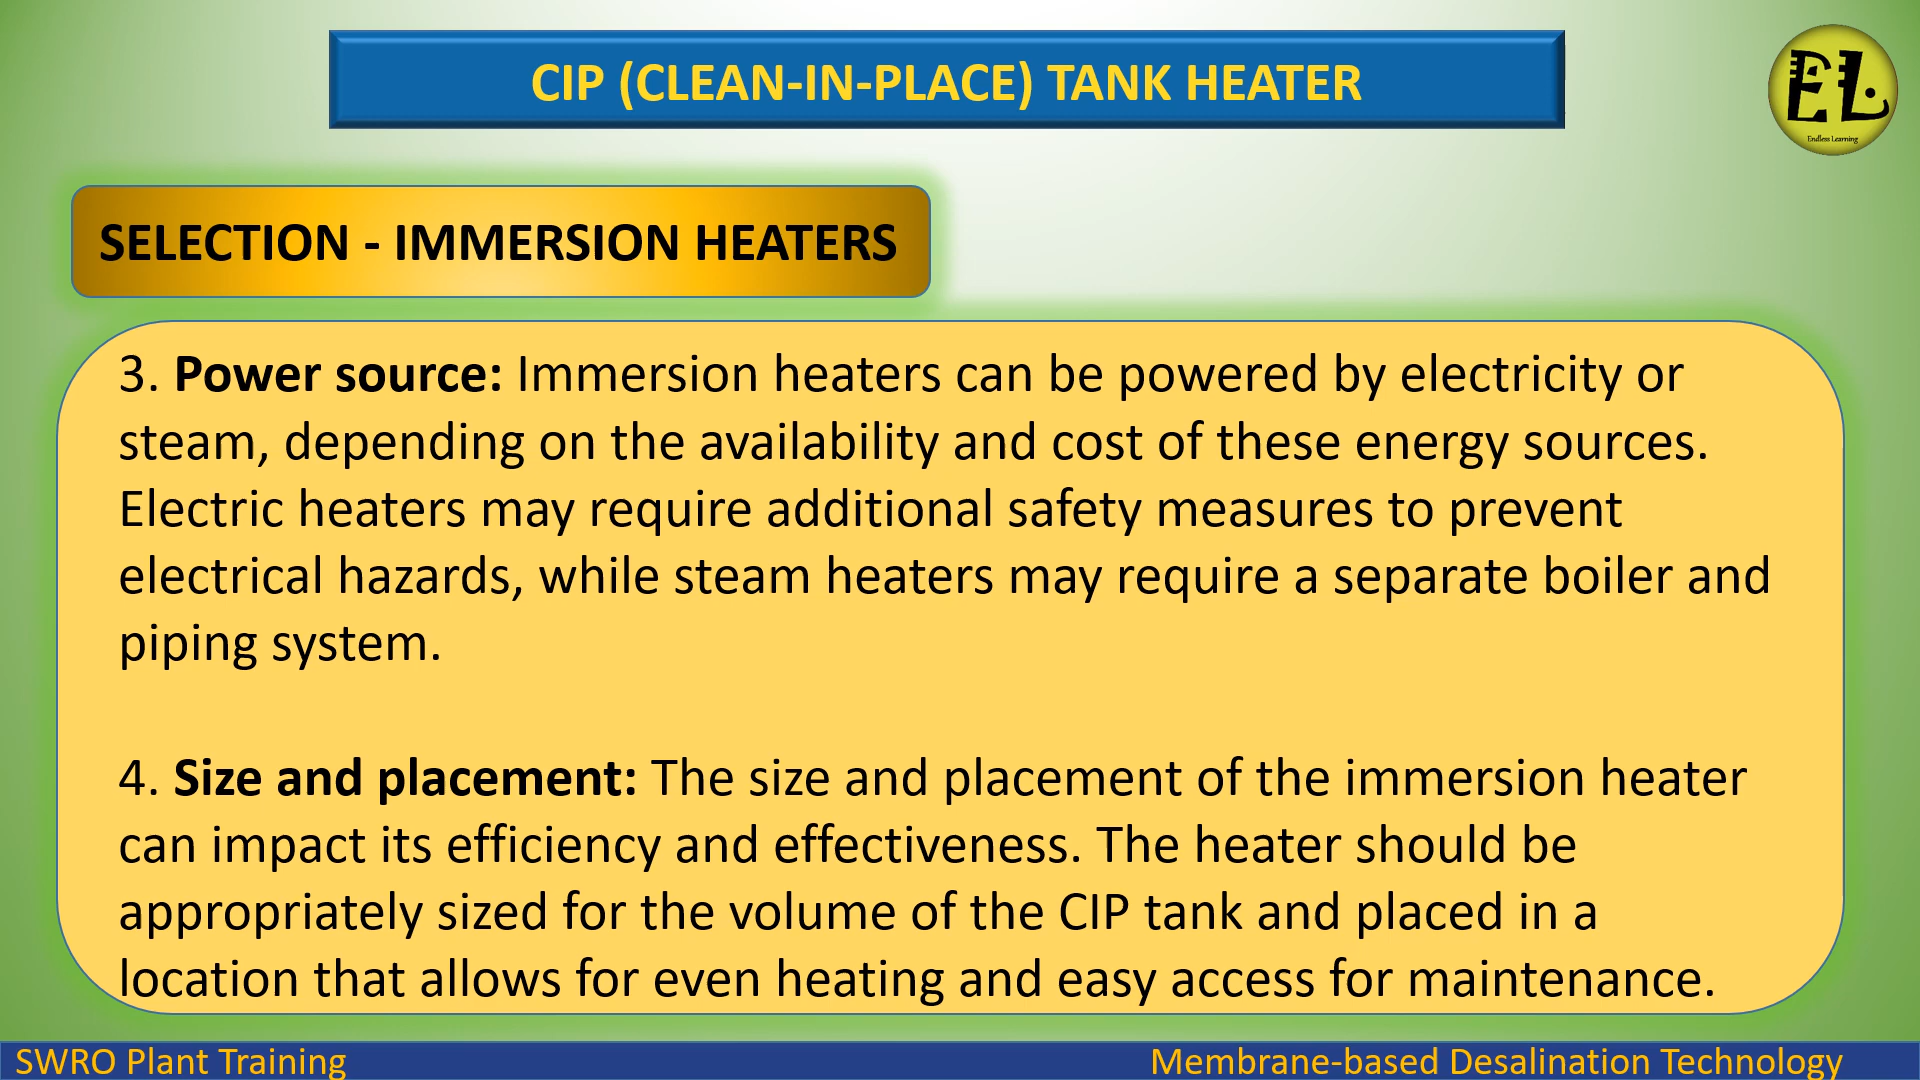 CIP (CLEAN-IN-PLACE) TANK HEATER
EL
Endless Learning
SELECTION - IMMERSION HEATERS
3. Power source: Immersion heaters can be powered by electricity or
steam, depending on the availability and cost of these energy sources.
Electric heaters may require additional safety measures to prevent
electrical hazards, while steam heaters may require a separate boiler and
piping system.
4. Size and placement: The size and placement of the immersion heater
can impact its efficiency and effectiveness. The heater should be
appropriately sized for the volume of the CIP tank and placed in a
location that allows for even heating and easy access for maintenance.
SWRO Plant Training
Membrane-based Desalination Technology